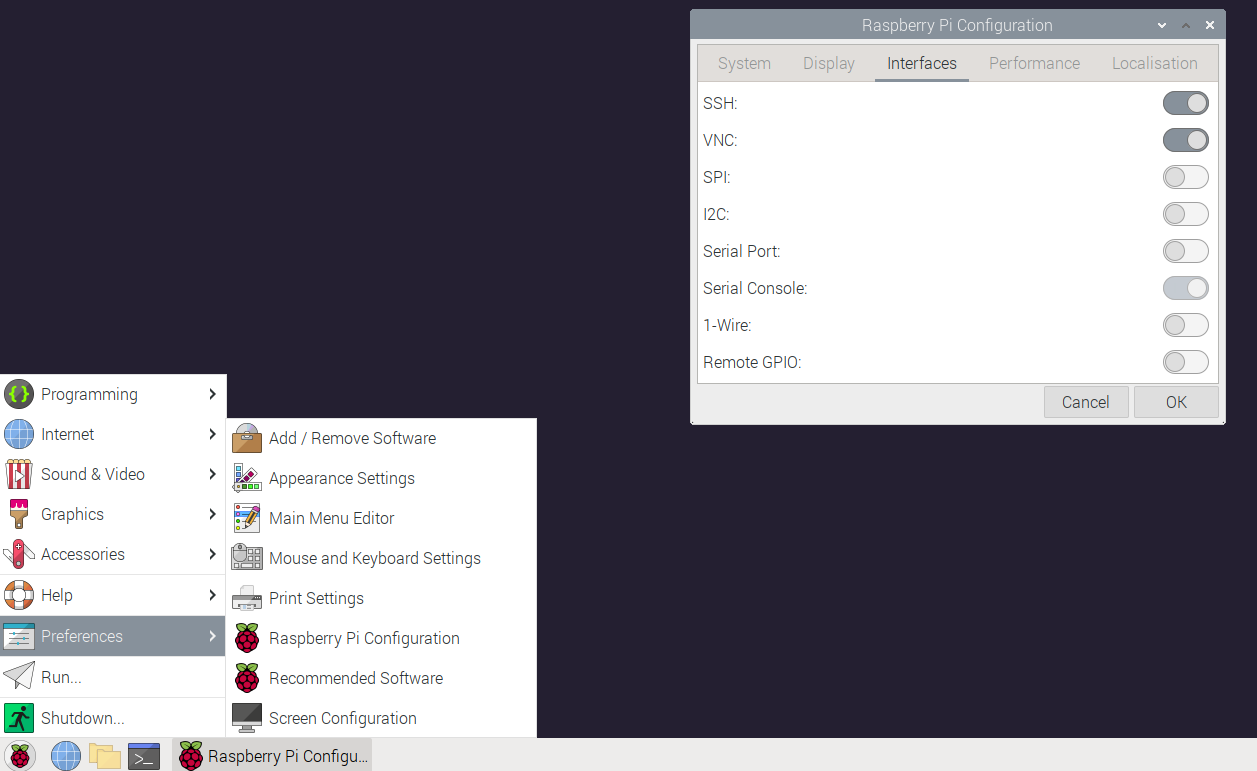 Raspberry Pi Configuration
System Display Interfaces Performance Localisation
SSH:
VNC:
SPI:
I2C:
Serial Port:
Serial Console:
1-Wire:
Remote GPIO:
Cancel OK
Programming
Internet
Sound & Video
Graphics
Accessories
Help
Preferences
Run...
Shutdown...
Add / Remove Software
Appearance Settings
Main Menu Editor
Mouse and Keyboard Settings
Print Settings
Raspberry Pi Configuration
Recommended Software
Screen Configuration
Raspberry Pi Configu...